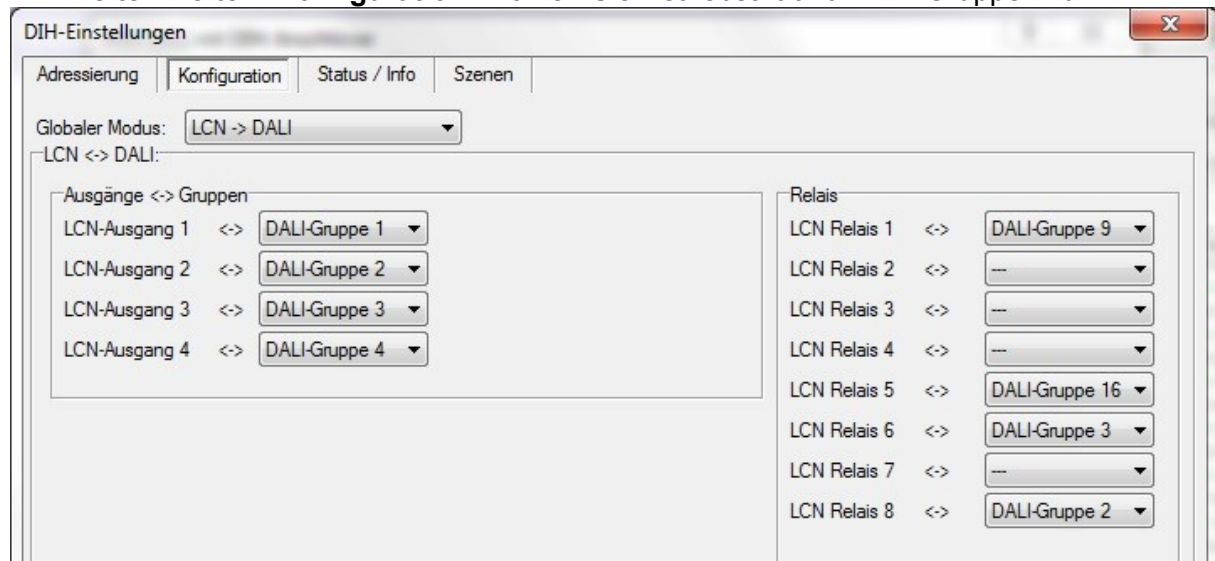 DIH-Einstellungen
Adressierung Konfiguration Status / Info Szenen
Globaler Modus: LCN -> DALI
LCN <-> DALI:
Ausgänge <-> Gruppen
LCN-Ausgang 1 <-> DALI-Gruppe 1
LCN-Ausgang 2 <-> DALI-Gruppe 2
LCN-Ausgang 3 <-> DALI-Gruppe 3
LCN-Ausgang 4 <-> DALI-Gruppe 4
Relais
LCN Relais 1 <-> DALI-Gruppe 9
LCN Relais 2 <-> ---
LCN Relais 3 <-> ---
LCN Relais 4 <-> ---
LCN Relais 5 <-> DALI-Gruppe 16
LCN Relais 6 <-> DALI-Gruppe 3
LCN Relais 7 <-> ---
LCN Relais 8 <-> DALI-Gruppe 2